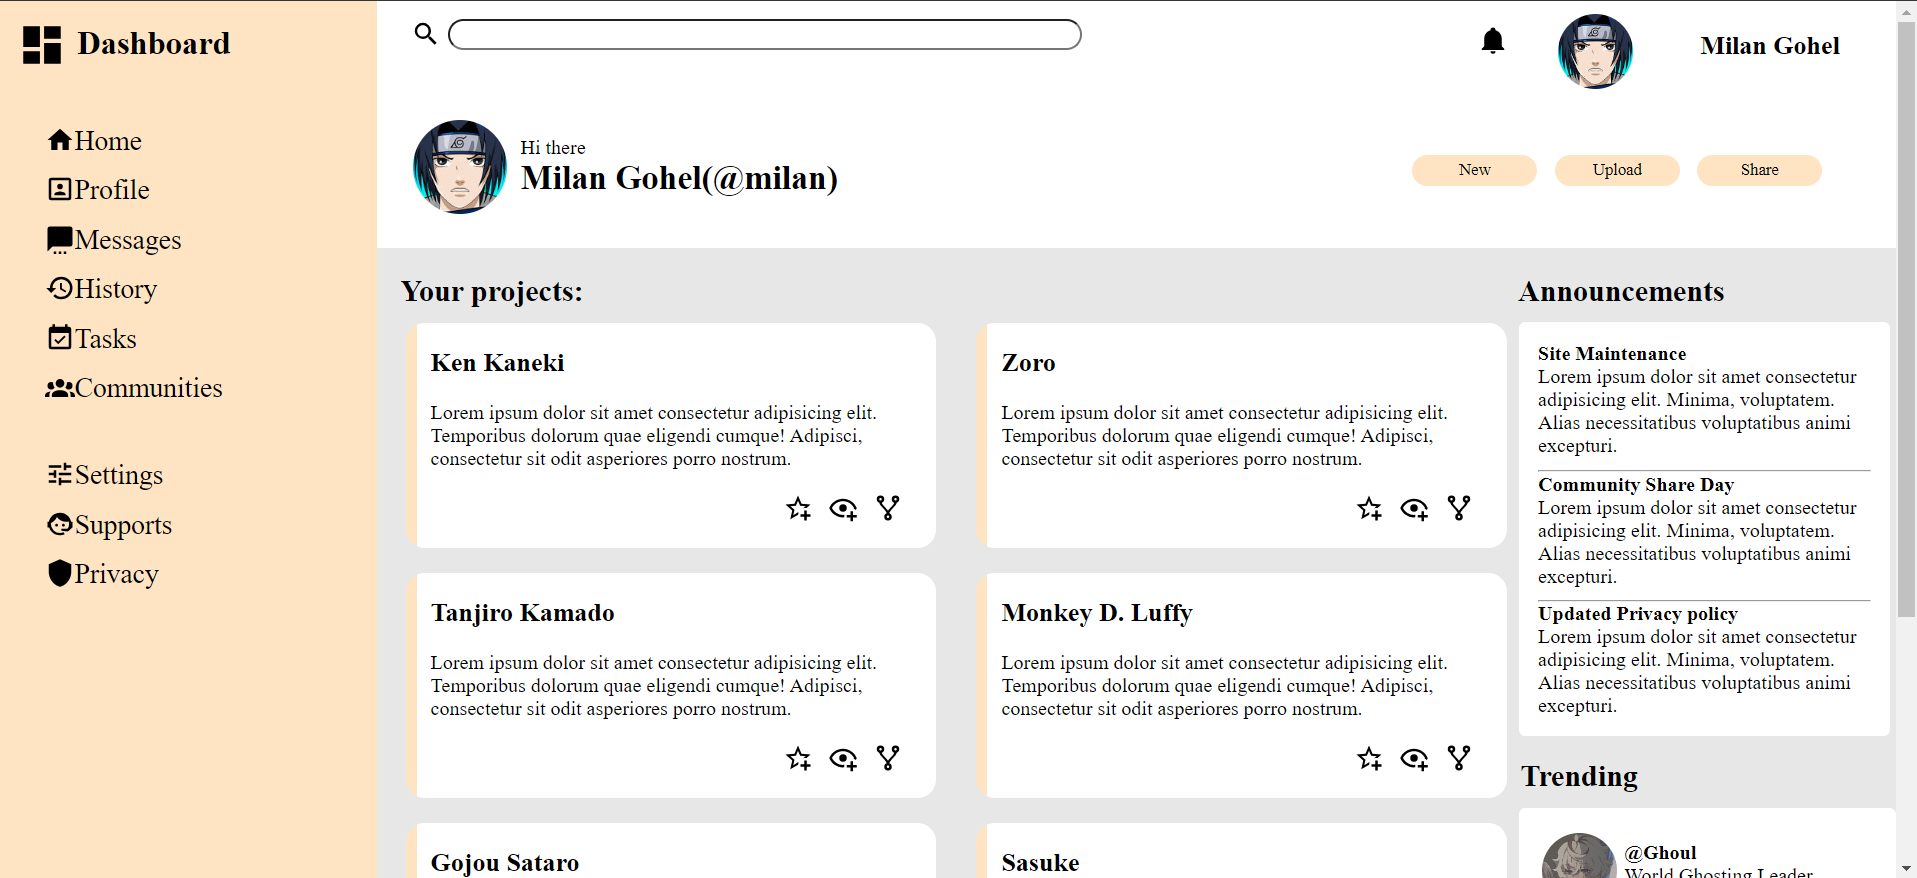 Dashboard
Home
Profile
Messages
History
Tasks
Communities
Settings
Supports
Privacy
Milan Gohel
Hi there
Milan Gohel(@milan)
New
Upload
Share
Your projects:
Ken Kaneki
Lorem ipsum dolor sit amet consectetur adipisicing elit.
Temporibus dolorum quae eligendi cumque! Adipisci,
consectetur sit odit asperiores porro nostrum.
Zoro
Lorem ipsum dolor sit amet consectetur adipisicing elit.
Temporibus dolorum quae eligendi cumque! Adipisci,
consectetur sit odit asperiores porro nostrum.
Tanjiro Kamado
Lorem ipsum dolor sit amet consectetur adipisicing elit.
Temporibus dolorum quae eligendi cumque! Adipisci,
consectetur sit odit asperiores porro nostrum.
Monkey D. Luffy
Lorem ipsum dolor sit amet consectetur adipisicing elit.
Temporibus dolorum quae eligendi cumque! Adipisci,
consectetur sit odit asperiores porro nostrum.
Gojou Sataro
Sasuke
Announcements
Site Maintenance
Lorem ipsum dolor sit amet consectetur
adipisicing elit. Minima, voluptatem.
Alias necessitatibus voluptatibus animi
excepturi.
Community Share Day
Lorem ipsum dolor sit amet consectetur
adipisicing elit. Minima, voluptatem.
Alias necessitatibus voluptatibus animi
excepturi.
Updated Privacy policy
Lorem ipsum dolor sit amet consectetur
adipisicing elit. Minima, voluptatem.
Alias necessitatibus voluptatibus animi
excepturi.
Trending
@Ghoul
World Ghosting Leader